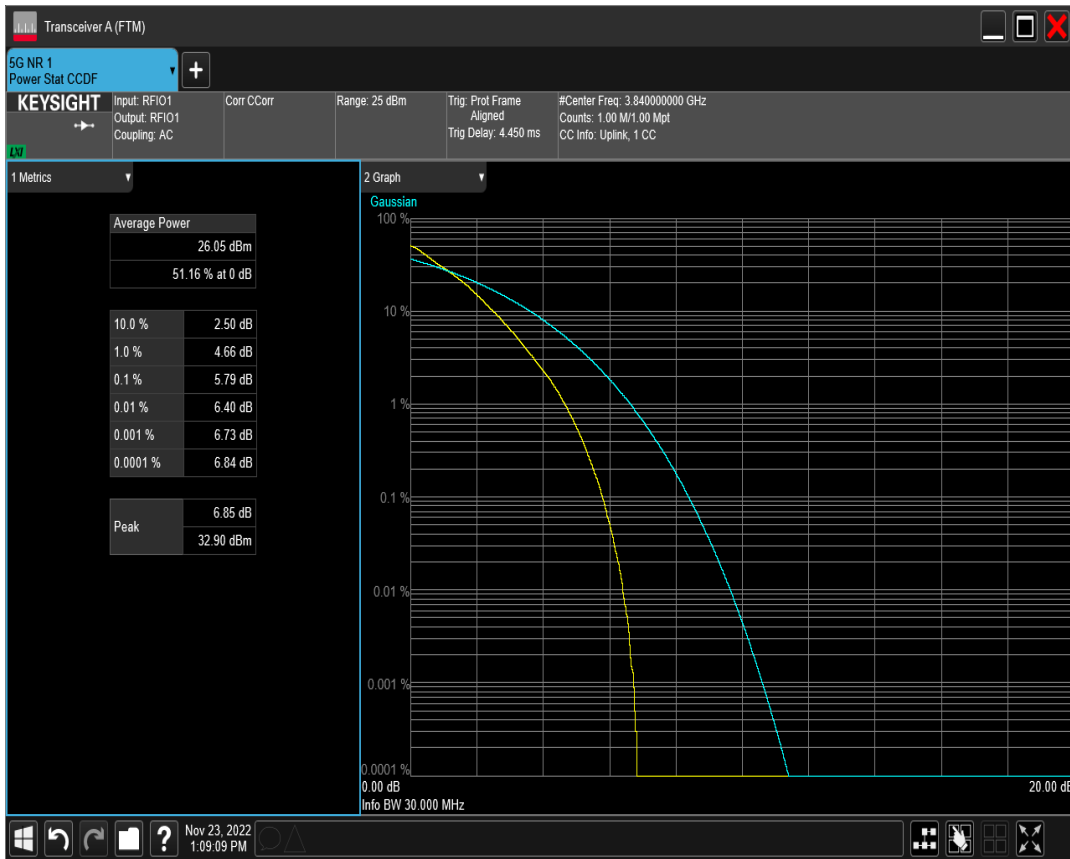 Transceiver A (FTM)
5G NR 1
Power Stat CCDF
+
KEYSIGHT
LXI
Input: RFIO1
Output: RFIO1
Coupling: AC
Corr CCorr
Range: 25 dBm
Trig: Prot Frame
Aligned
Trig Delay: 4.450 ms
#Center Freq: 3.840000000 GHz
Counts: 1.00 M/1.00 Mpt
CC Info: Uplink, 1 CC
1 Metrics
Average Power
26.05 dBm
51.16 % at 0 dB
10.0 % 2.50 dB
1.0 % 4.66 dB
0.1 % 5.79 dB
0.01 % 6.40 dB
0.001 % 6.73 dB
0.0001 % 6.84 dB
Peak 6.85 dB
32.90 dBm
2 Graph
Gaussian
100 %
10 %
1 %
0.1 %
0.01 %
0.001 %
0.0001 %
0.00 dB 20.00 dB
Info BW 30.000 MHz
?
Nov 23, 2022
1:09:09 PM